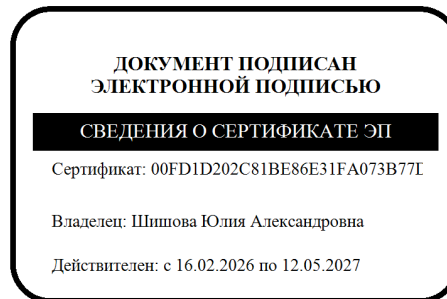 ДОКУМЕНТ ПОДПИСАН
ЭЛЕКТРОННОЙ ПОДПИСЬЮ
СВЕДЕНИЯ О СЕРТИФИКАТЕ ЭП
Сертификат: 00FD1D202C81BE86E31FA073B77
Владелец: Шишова Юлия Александровна
Действителен: с 16.02.2026 по 12.05.2027